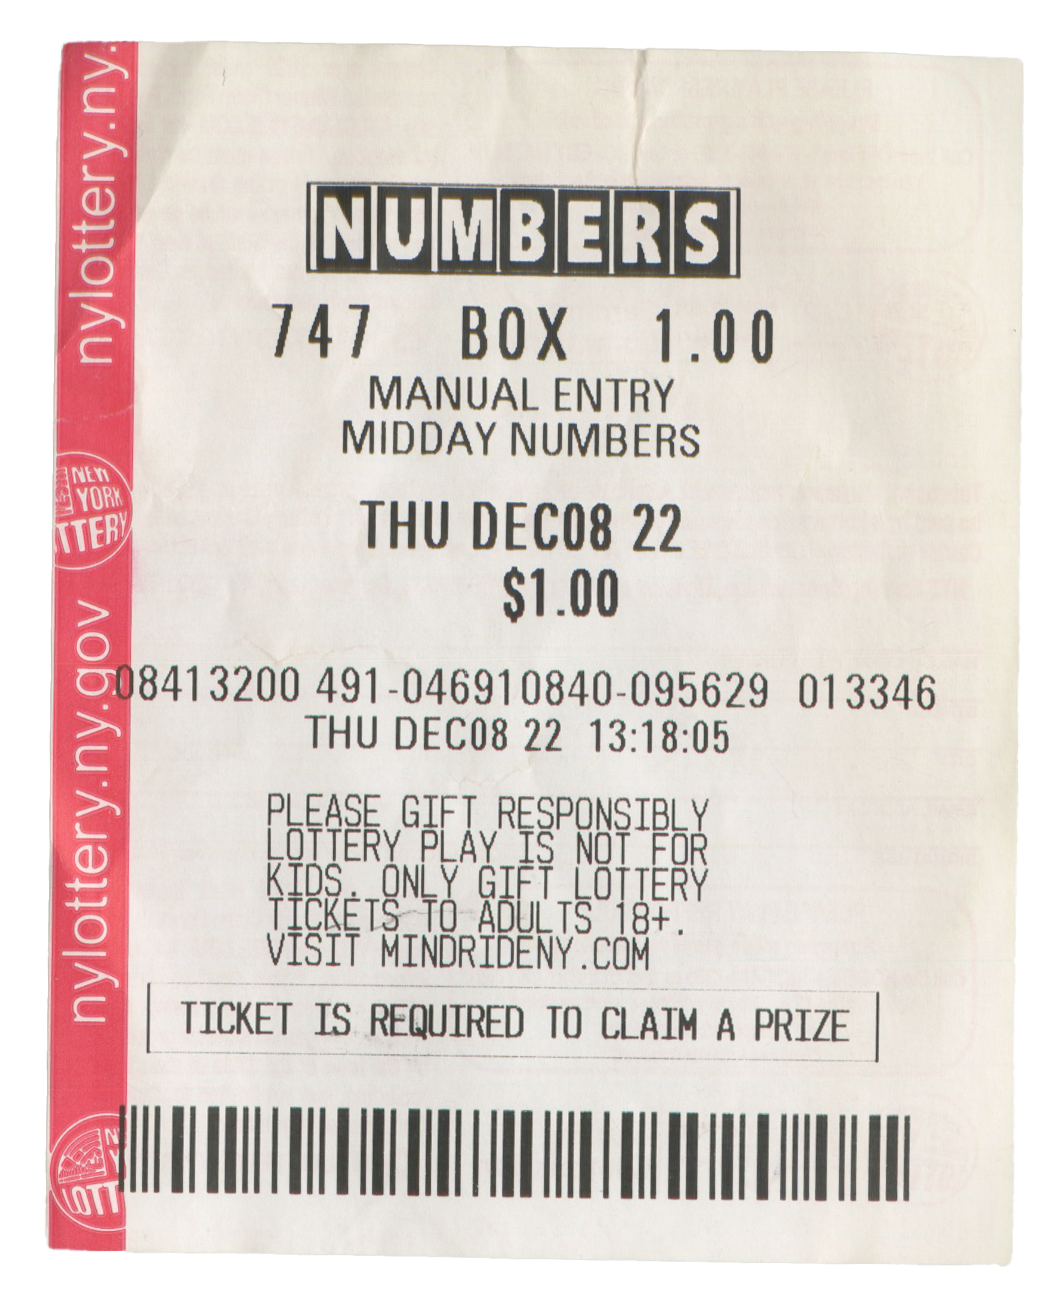 nylottery.ny.
NEW
YORK
TTERY
nylottery.ny.gov
LOTT
NUMBERS
747 BOX 1.00
MANUAL ENTRY
MIDDAY NUMBERS
THU DEC08 22
$1.00
08413200 491-046910840-095629 013346
THU DEC08 22 13:18:05
PLEASE GIFT RESPONSIBLY
LOTTERY PLAY IS NOT FOR
KIDS. ONLY GIFT LOTTERY
TICKETS TO ADULTS 18+.
VISIT MINDRIDENY.COM
TICKET IS REQUIRED TO CLAIM A PRIZE